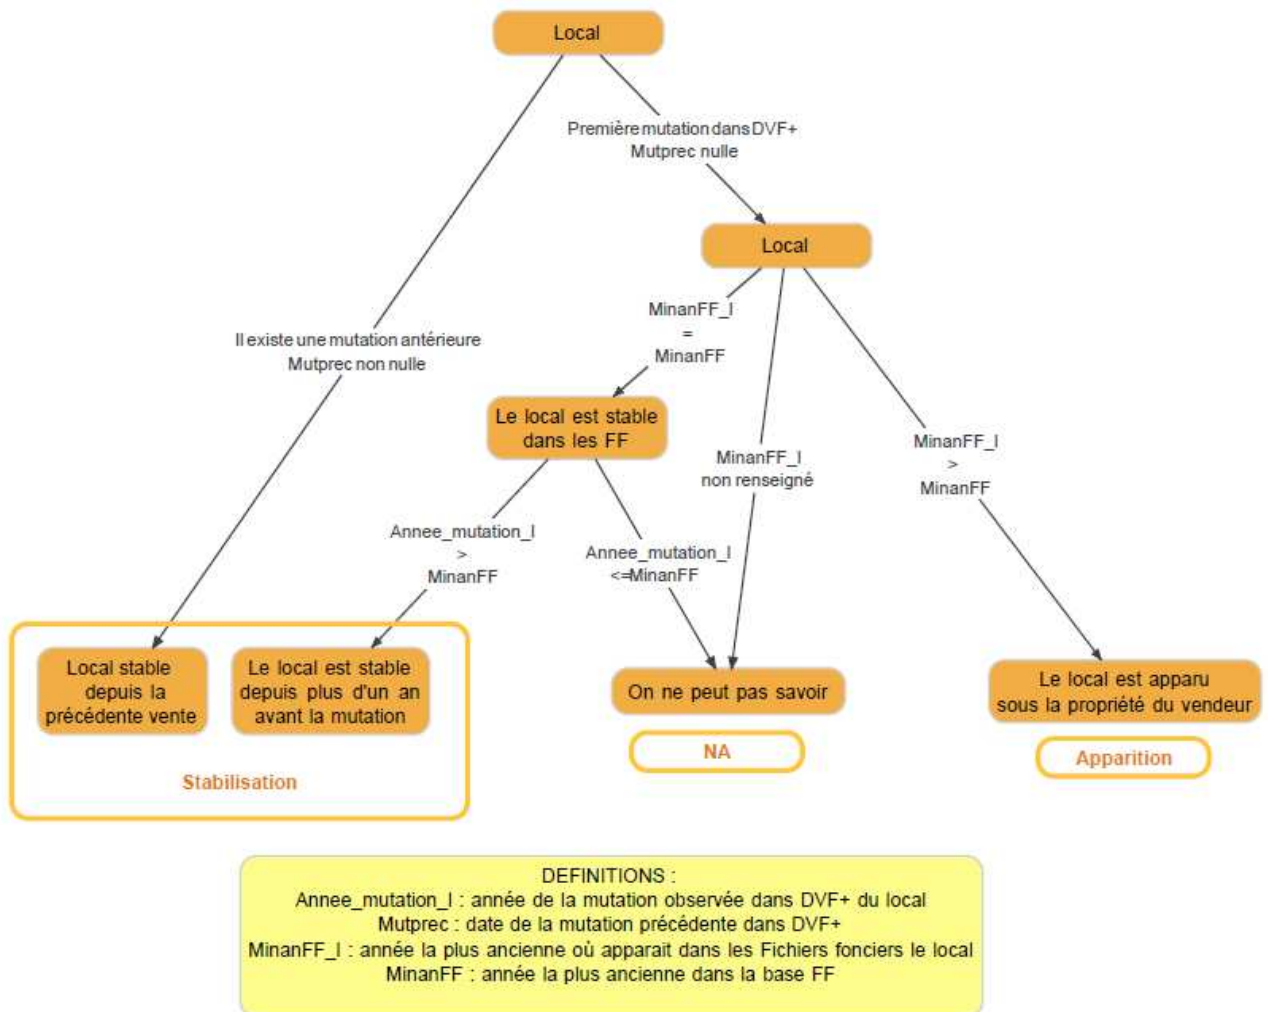 Local
Première mutation dans DVF+
Mutprec nulle
Local
MinanFF_l
=
MinanFF
Il existe une mutation antérieure
Mutprec non nulle
Le local est stable
dans les FF
MinanFF_l
non renseigné
MinanFF_l
>
MinanFF
Annee_mutation_l
>
MinanFF
Annee_mutation_l
<=MinanFF
Local stable
depuis la
précédente vente
Le local est stable
depuis plus d'un an
avant la mutation
On ne peut pas savoir
Le local est apparu
sous la propriété du vendeur
Stabilisation
NA
Apparition
DEFINITIONS :
Annee_mutation_l : année de la mutation observée dans DVF+ du local
Mutprec : date de la mutation précédente dans DVF+
MinanFF_l : année la plus ancienne où apparait dans les Fichiers fonciers le local
MinanFF : année la plus ancienne dans la base FF